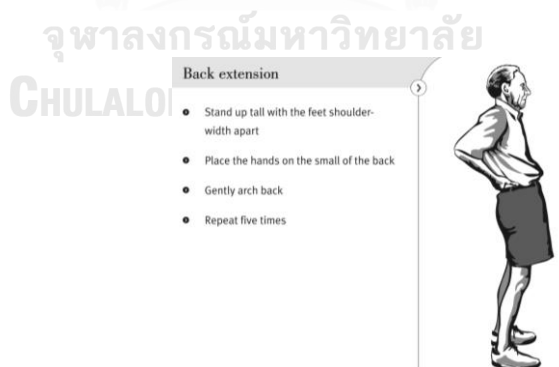 จุฬาลงกรณ์มหาวิทยาลัย
CHULALO
Back extension
Stand up tall with the feet shoulder-
width apart
Place the hands on the small of the back
Gently arch back
Repeat five times